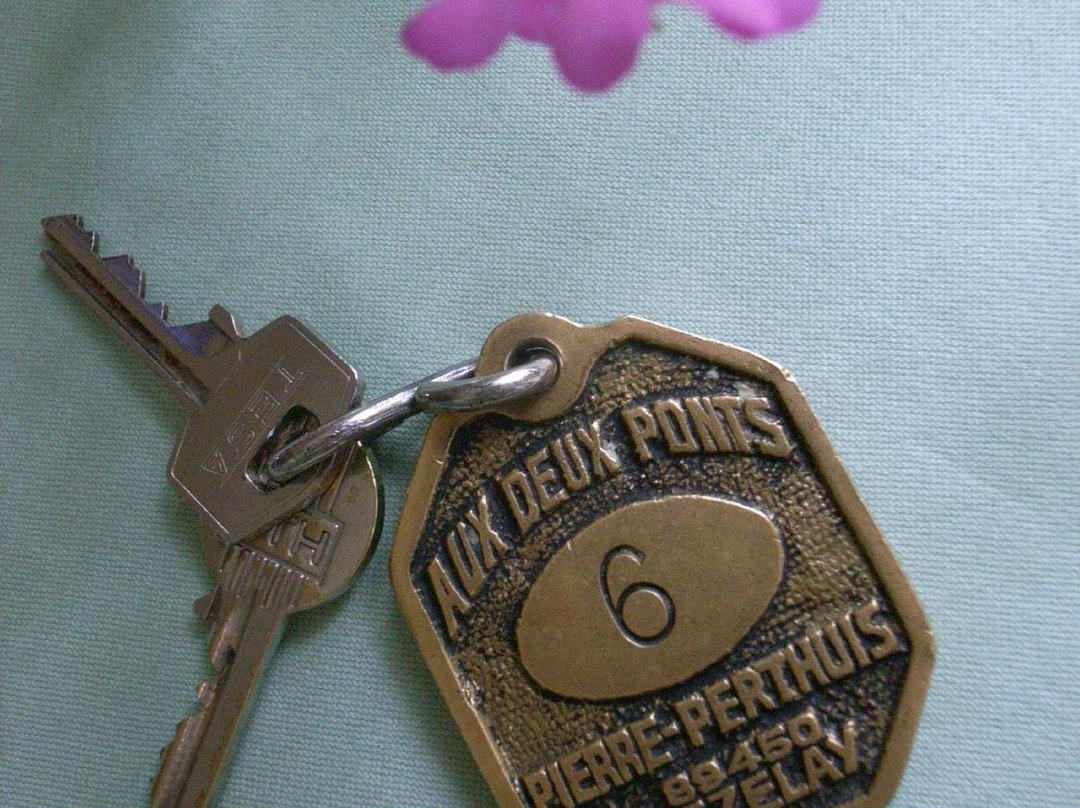 TESA
AUX DEUX PONTS
6
PIERRE-PERTHUIS
89450